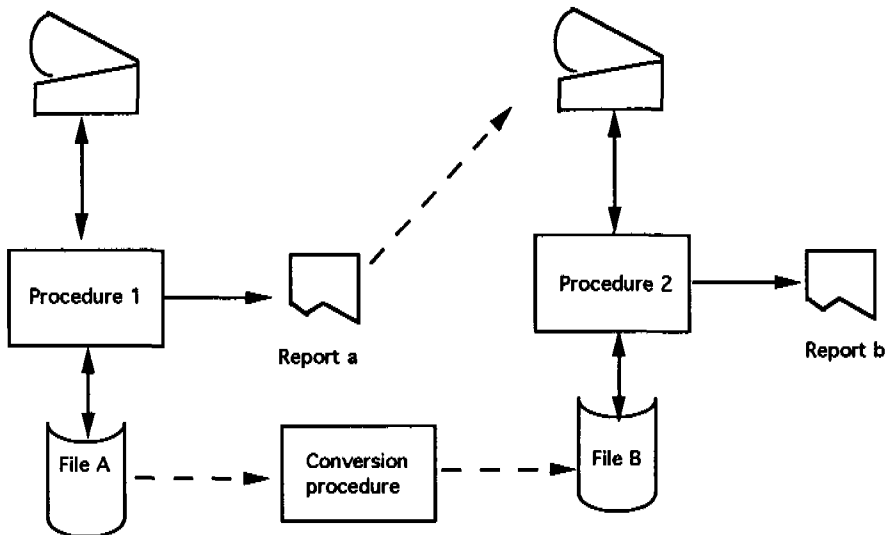 Procedure 1
Procedure 2
Report a
Report b
File A
Conversion
procedure
File B